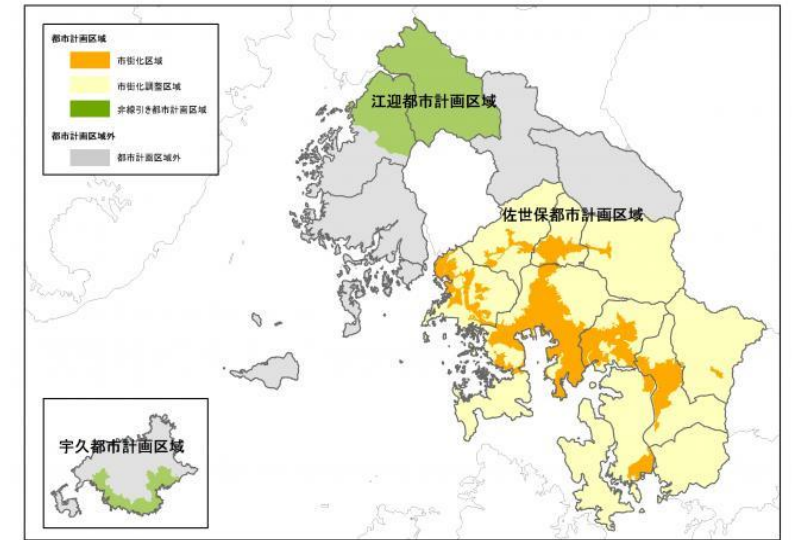 都市計画区域
市街化区域
市街化調整区域
非線引き都市計画区域
都市計画区域外
都市計画区域外
江迎都市計画区域
佐世保都市計画区域
宇久都市計画区域